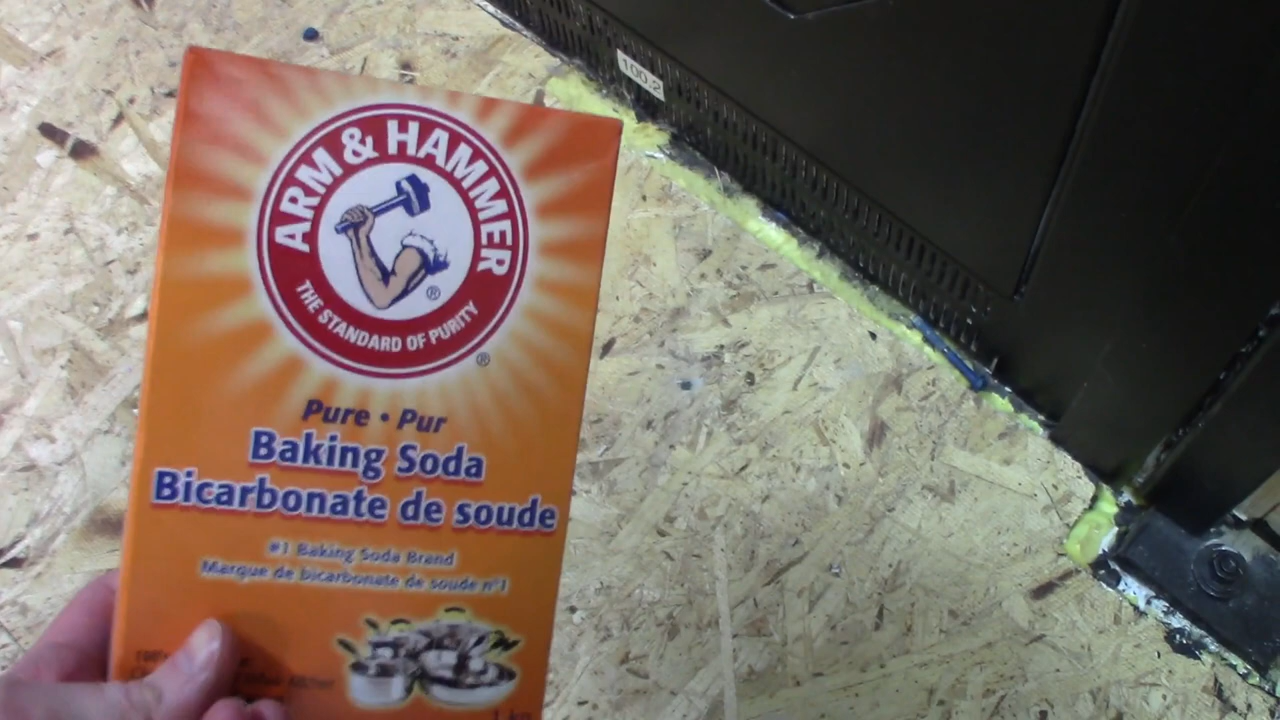 ARM & HAMMER
®
THE STANDARD OF PURITY
®
Pure • Pur
Baking Soda
Bicarbonate de soude
#1 Baking Soda Brand
Marque de bicarbonate de soude nº1
100.2